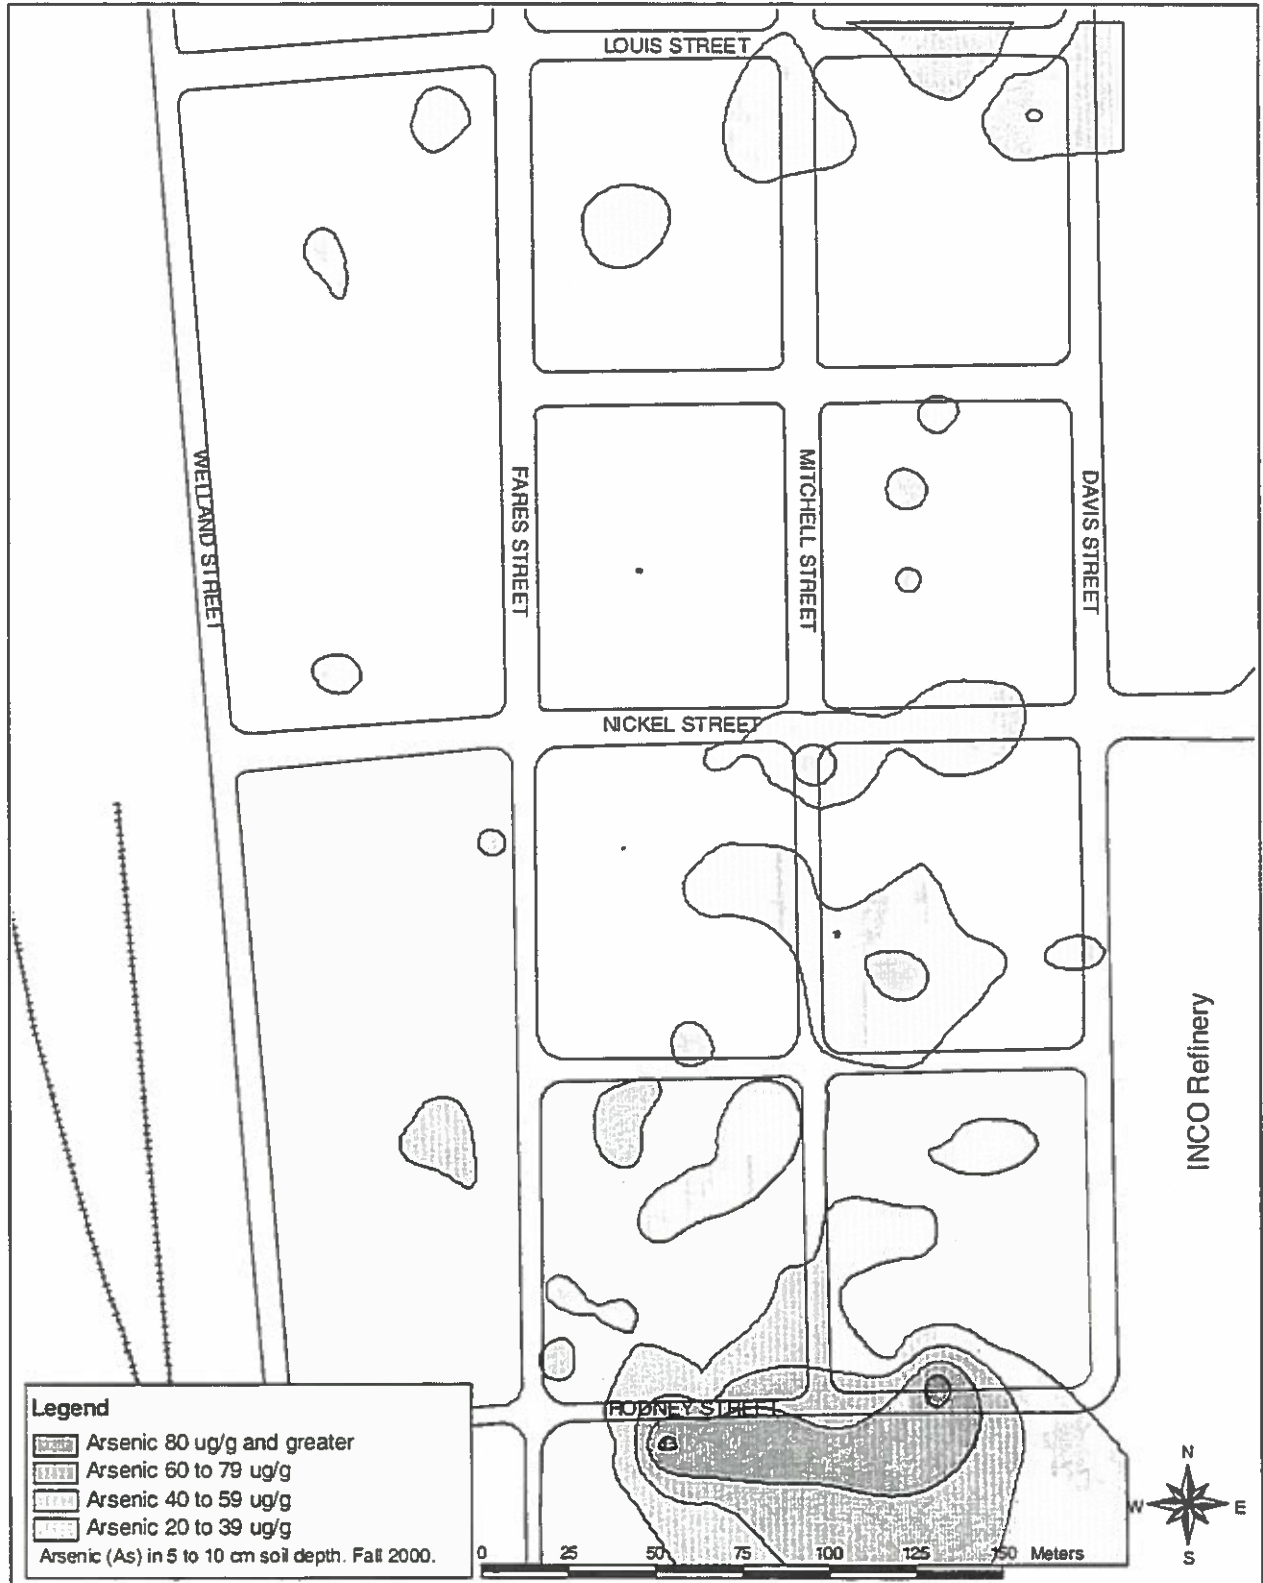 LOUIS STREET
WELLAND STREET
FARES STREET
MITCHELL STREET
DAVIS STREET
NICKEL STREET
INCO Refinery
RODNEY STREET
Legend
Arsenic 80 ug/g and greater
Arsenic 60 to 79 ug/g
Arsenic 40 to 59 ug/g
Arsenic 20 to 39 ug/g
Arsenic (As) in 5 to 10 cm soil depth. Fall 2000.
0 25 50 75 100 125 150 Meters
N
W E
S